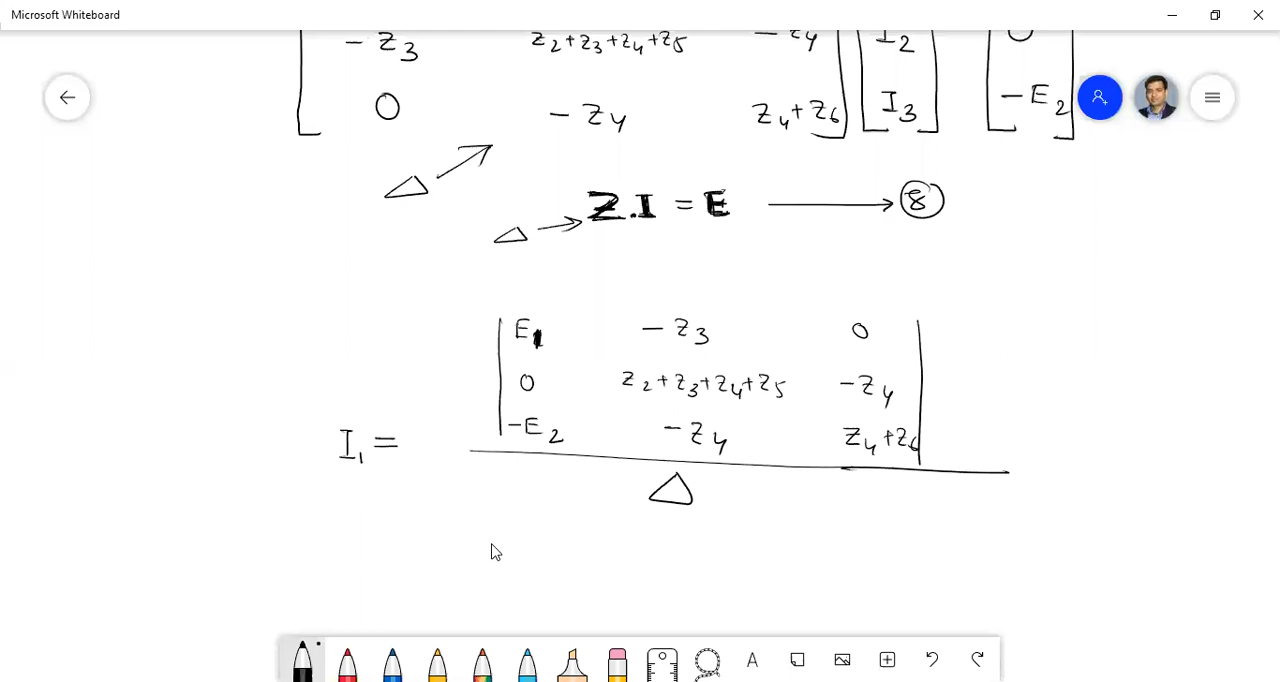 Microsoft Whiteboard
- Z3 Z2+Z3+Z4+Z5 - Z4 I2 0
0 - Z4 Z4+Z6 I3 - E2
△
Z.I = E ⑧
△
E1 - Z3 0
0 Z2+Z3+Z4+Z5 - Z4
-E2 - Z4 Z4+Z6
I1 =
△
A